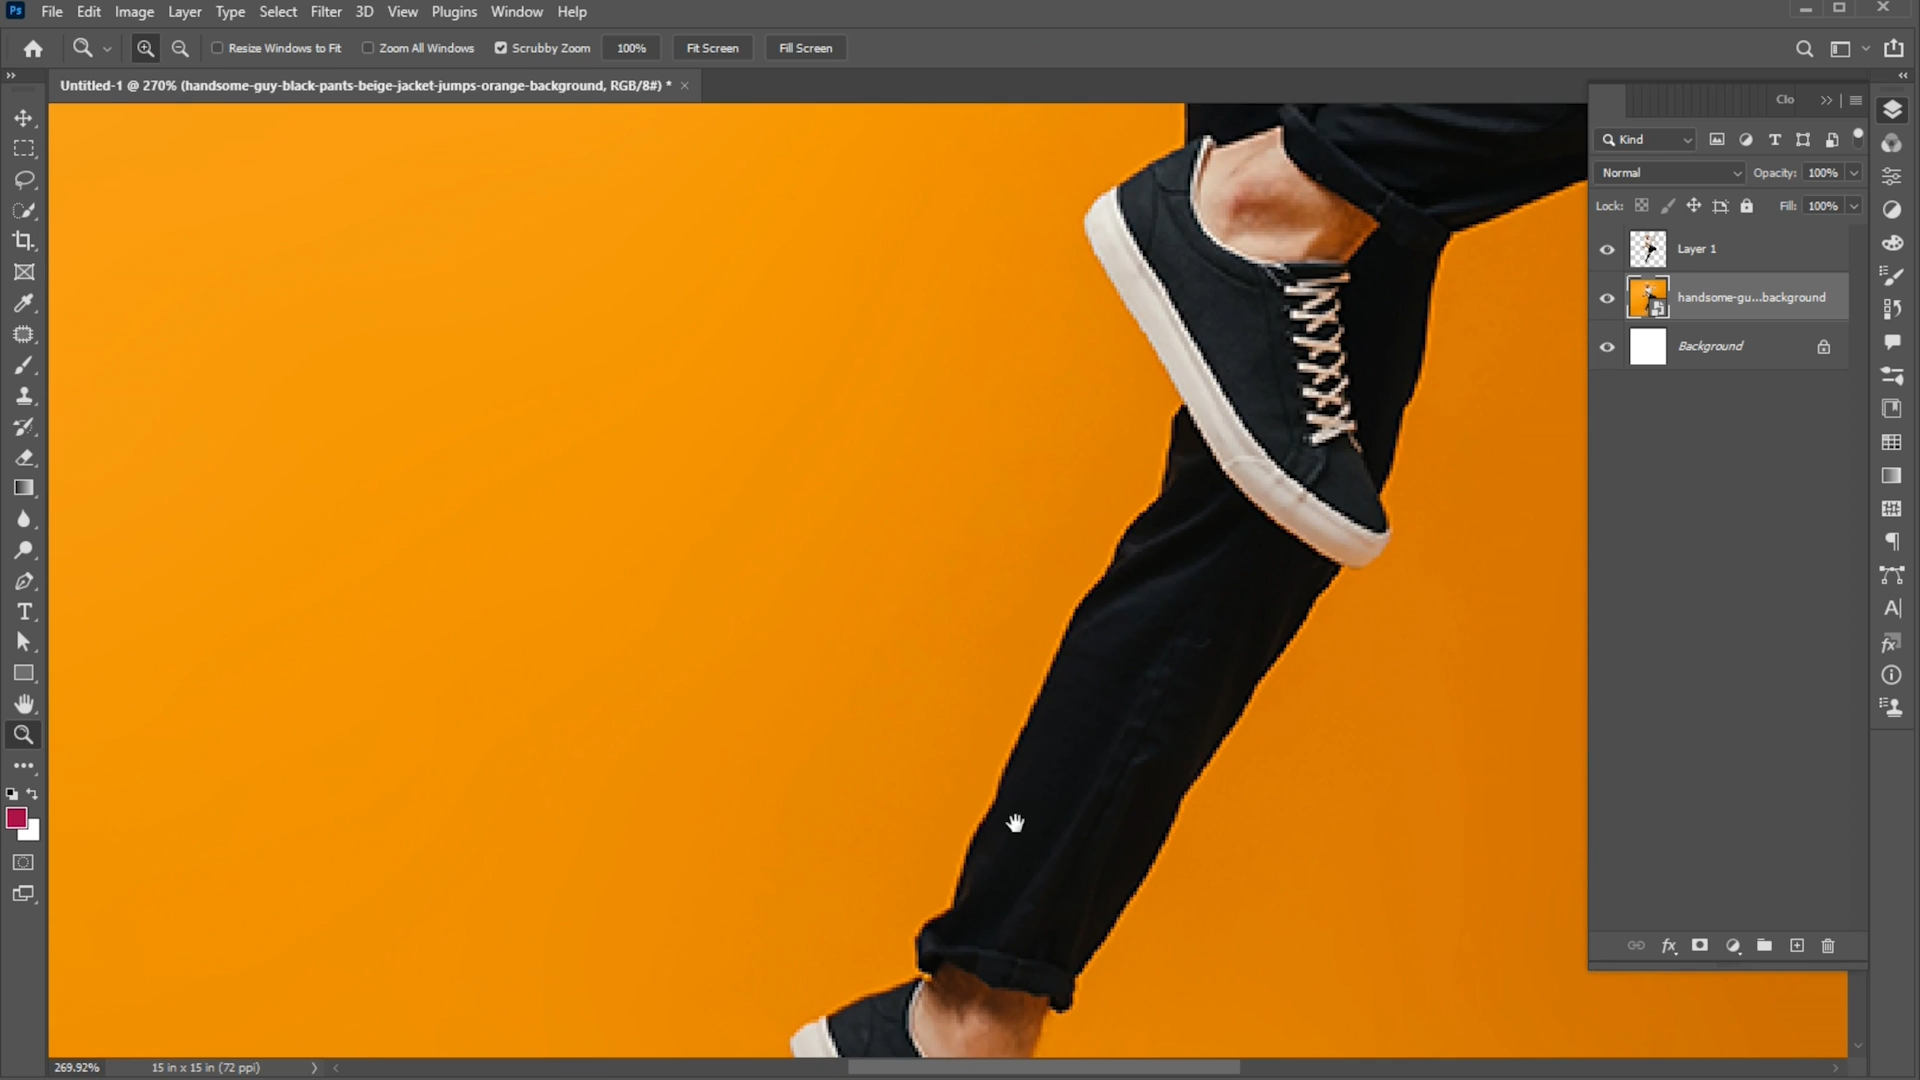 Ps File Edit Image Layer Type Select Filter 3D View Plugins Window Help
Resize Windows to Fit Zoom All Windows Scrubby Zoom 100% Fit Screen Fill Screen
Untitled-1 @ 270% (handsome-guy-black-pants-beige-jacket-jumps-orange-background, RGB/8#) *
Clo
Kind
Normal Opacity: 100%
Lock: Fill: 100%
Layer 1
handsome-gu...background
Background
269.92% 15 in x 15 in (72 ppi)